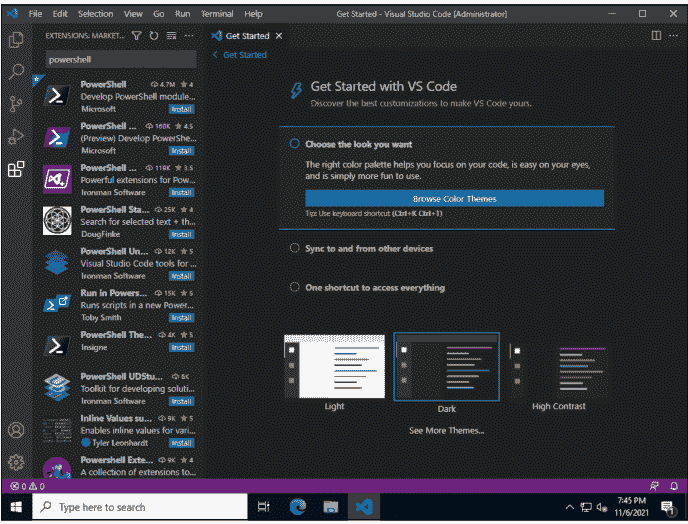 File Edit Selection View Go Run Terminal Help
Get Started - Visual Studio Code [Administrator]
EXTENSIONS: MARKET...
powershell
PowerShell 4.7M 4
Develop PowerShell module...
Microsoft Install
PowerShell ... 160K 4.5
(Preview) Develop PowerShe...
Microsoft Install
PowerShell ... 3.5
Powerful extensions for Pow...
Ironman Software Install
PowerShell Sta... 25K 4
Search for selected text + th...
DougFinke Install
PowerShell Un... 12K 5
Visual Studio Code tools for ...
Ironman Software Install
Run in Powers... 15K 5
Runs scripts in a new Power...
Toby Smith Install
PowerShell The... 4K 5
Insigne Install
PowerShell UDStu... 6K
Toolkit for developing soluti...
Ironman Software Install
Inline Values su... 9K 5
Enables inline values for vari...
Tyler Leonhardt Install
Powershell Exte... 9K 4
A collection of extensions to...
Get Started
Get Started
Get Started with VS Code
Discover the best customizations to make VS Code yours.
Choose the look you want
The right color palette helps you focus on your code, is easy on your eyes,
and is simply more fun to use.
Browse Color Themes
Tip: Use keyboard shortcut (Ctrl+K Ctrl+T)
Sync to and from other devices
One shortcut to access everything
Light
Dark
High Contrast
See More Themes...
0 0
Type here to search
7:45 PM
11/6/2021
1